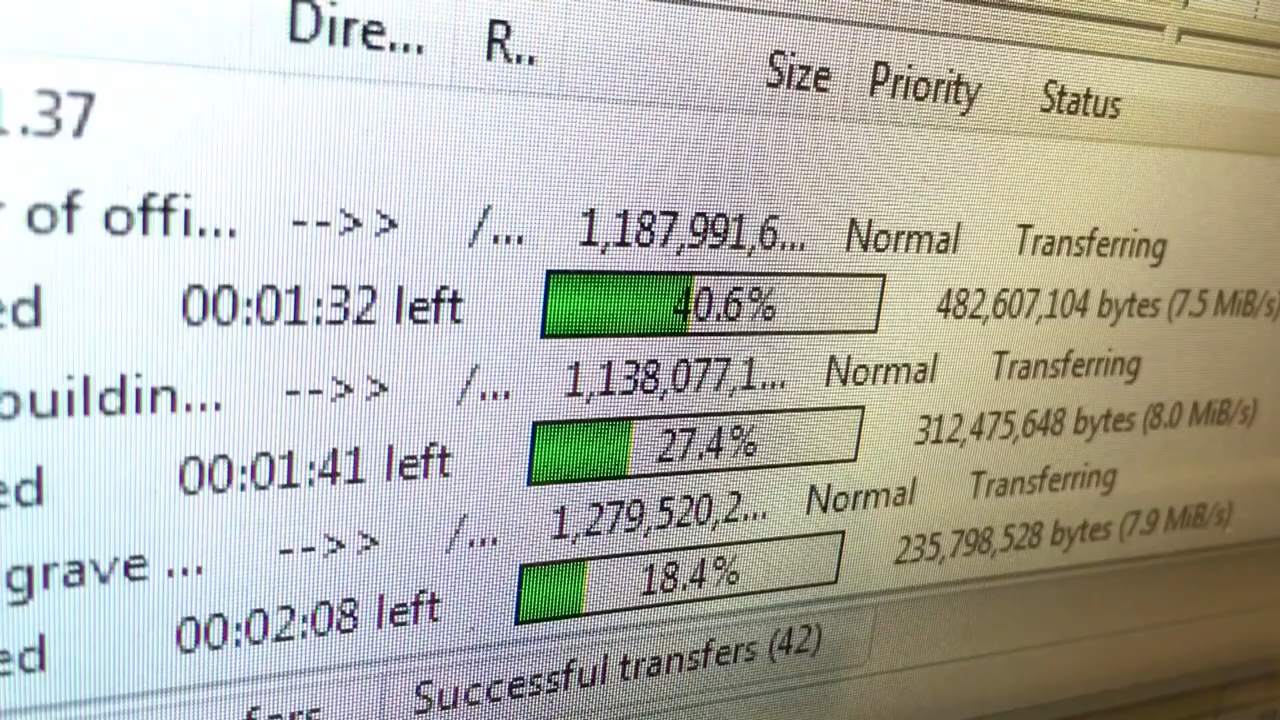 Dire... R.. Size Priority Status
.37
of offi... -->> /... 1,187,991,6... Normal Transferring
ed 00:01:32 left 40.6% 482,607,104 bytes (7.5 MiB/s)
buildin... -->> /... 1,138,077,1... Normal Transferring
ed 00:01:41 left 27.4% 312,475,648 bytes (8.0 MiB/s)
grave ... -->> /... 1,279,520,2... Normal Transferring
ed 00:02:08 left 18.4% 235,798,528 bytes (7.9 MiB/s)
Successful transfers (42)